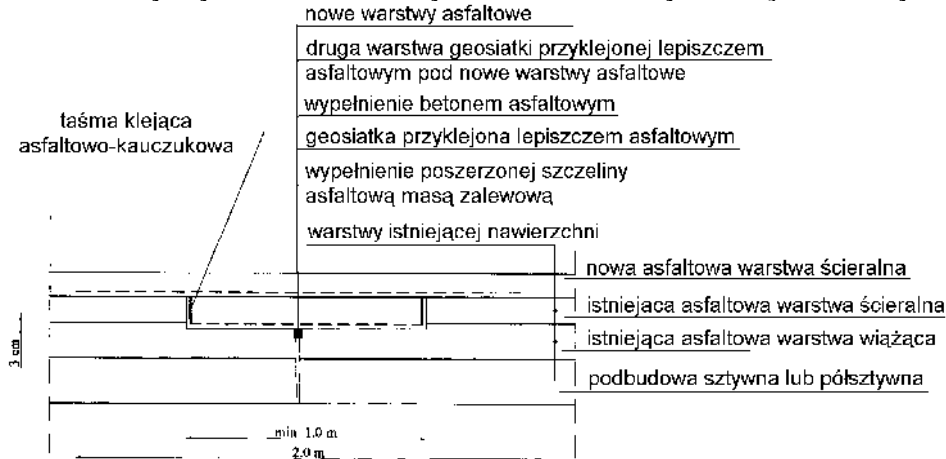 nowe warstwy asfaltowe
druga warstwa geosiatki przyklejonej lepiszczem
asfaltowym pod nowe warstwy asfaltowe
wypełnienie betonem asfaltowym
taśma klejąca
asfaltowo-kauczukowa
geosiatka przyklejona lepiszczem asfaltowym
wypełnienie poszerzonej szczeliny
asfaltową masą zalewową
warstwy istniejącej nawierzchni
nowa asfaltowa warstwa ścieralna
istniejaca asfaltowa warstwa ścieralna
istniejąca asfaltowa warstwa wiążąca
podbudowa sztywna lub półsztywna
3 cm
min 1.0 m
2.0 m